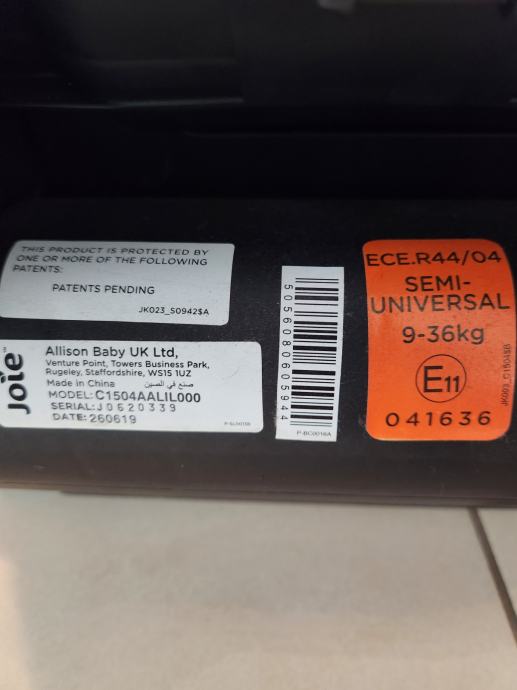 THIS PRODUCT IS PROTECTED BY
ONE OR MORE OF THE FOLLOWING
PATENTS:
PATENTS PENDING
JK023_S0942$A
Joie
Allison Baby UK Ltd,
Venture Point, Towers Business Park,
Rugeley, Staffordshire, WS15 1UZ
Made in China صنع في الصين
MODEL:C1504AALIL000
SERIAL:J0620339
DATE:260619
5056080605944
P-BC0016A
ECE.R44/04
SEMI-
UNIVERSAL
9-36kg
E11
041636